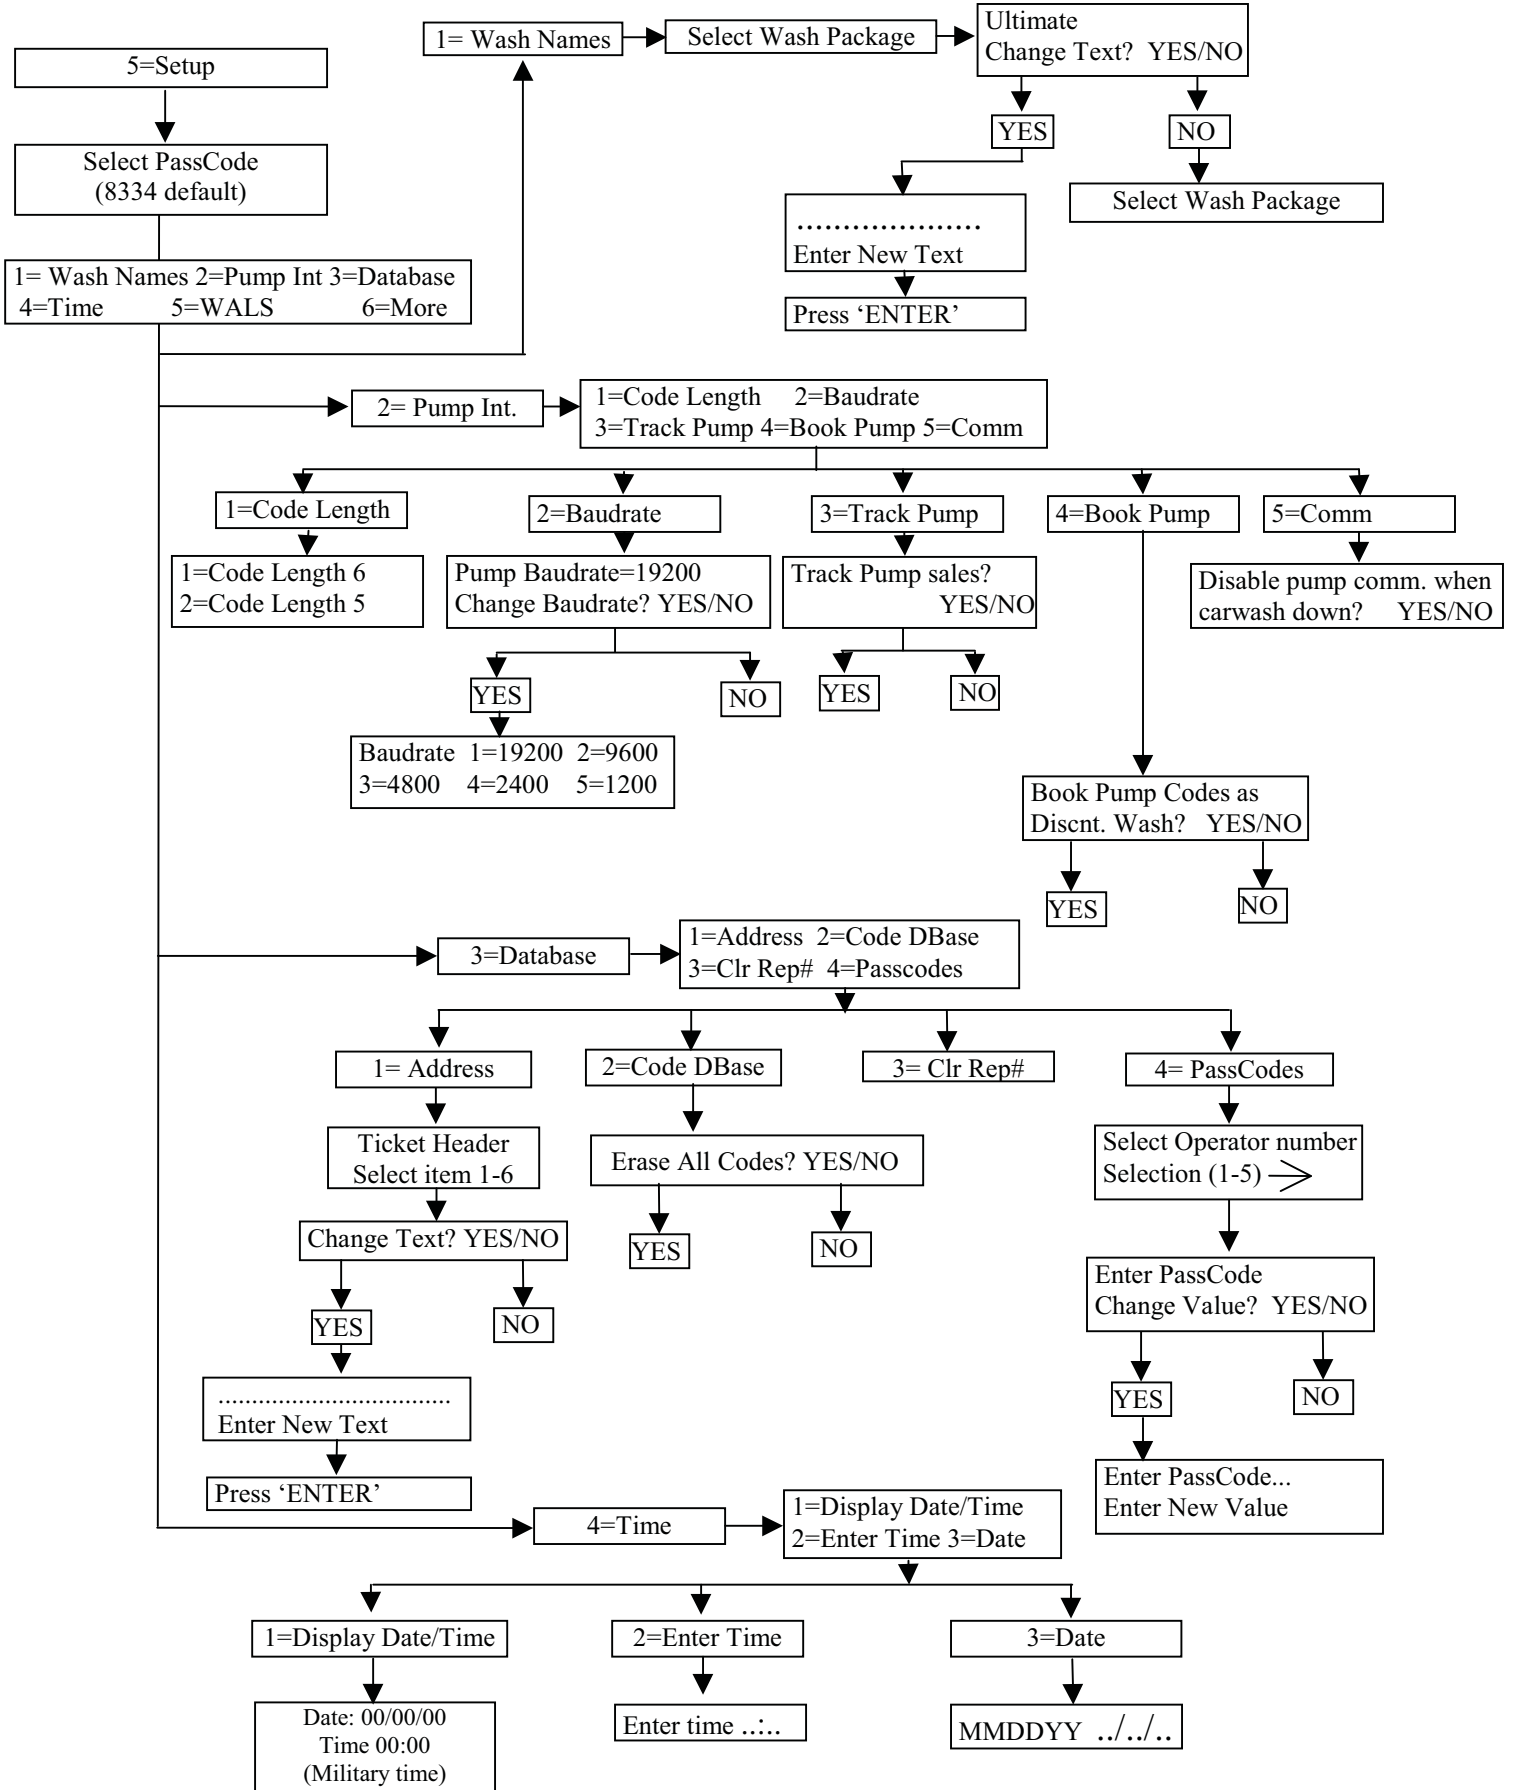 5=Setup
Select PassCode
(8334 default)
1= Wash Names 2=Pump Int 3=Database
4=Time 5=WALS 6=More
1= Wash Names
Select Wash Package
Ultimate
Change Text? YES/NO
YES
NO
....................
Enter New Text
Select Wash Package
Press ‘ENTER’
2= Pump Int.
1=Code Length 2=Baudrate
3=Track Pump 4=Book Pump 5=Comm
1=Code Length
2=Baudrate
3=Track Pump
4=Book Pump
5=Comm
1=Code Length 6
2=Code Length 5
Pump Baudrate=19200
Change Baudrate? YES/NO
Track Pump sales?
YES/NO
Disable pump comm. when
carwash down? YES/NO
YES
NO
YES
NO
Baudrate 1=19200 2=9600
3=4800 4=2400 5=1200
Book Pump Codes as
Discnt. Wash? YES/NO
YES
NO
3=Database
1=Address 2=Code DBase
3=Clr Rep# 4=Passcodes
1= Address
2=Code DBase
3= Clr Rep#
4= PassCodes
Ticket Header
Select item 1-6
Erase All Codes? YES/NO
Select Operator number
Selection (1-5)
Change Text? YES/NO
YES
NO
Enter PassCode
Change Value? YES/NO
YES
NO
YES
NO
..................................
Enter New Text
Press ‘ENTER’
Enter PassCode...
Enter New Value
4=Time
1=Display Date/Time
2=Enter Time 3=Date
1=Display Date/Time
2=Enter Time
3=Date
Date: 00/00/00
Time 00:00
(Military time)
Enter time ..:..
MMDDYY ../../..